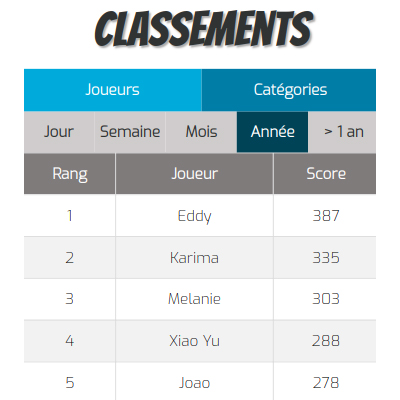 CLASSEMENTS
Joueurs Catégories
Jour Semaine Mois Année > 1 an
Rang Joueur Score
1 Eddy 387
2 Karima 335
3 Melanie 303
4 Xiao Yu 288
5 Joao 278